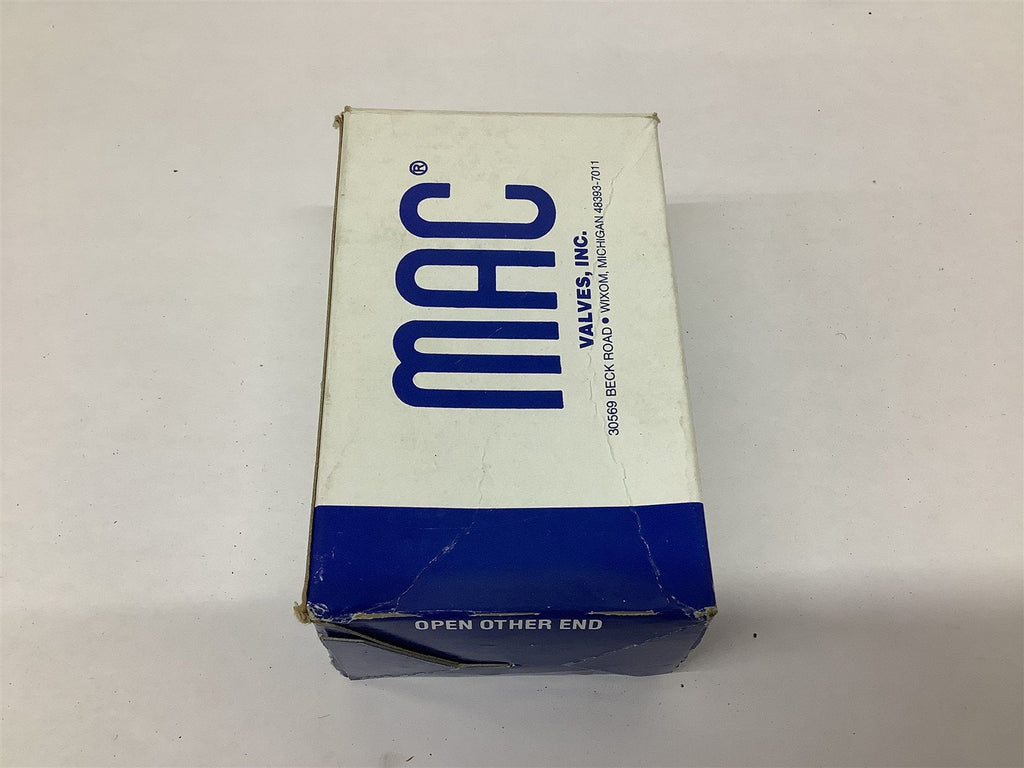 MAC®
VALVES, INC.
30569 BECK ROAD • WIXOM, MICHIGAN 48393-7011
OPEN OTHER END